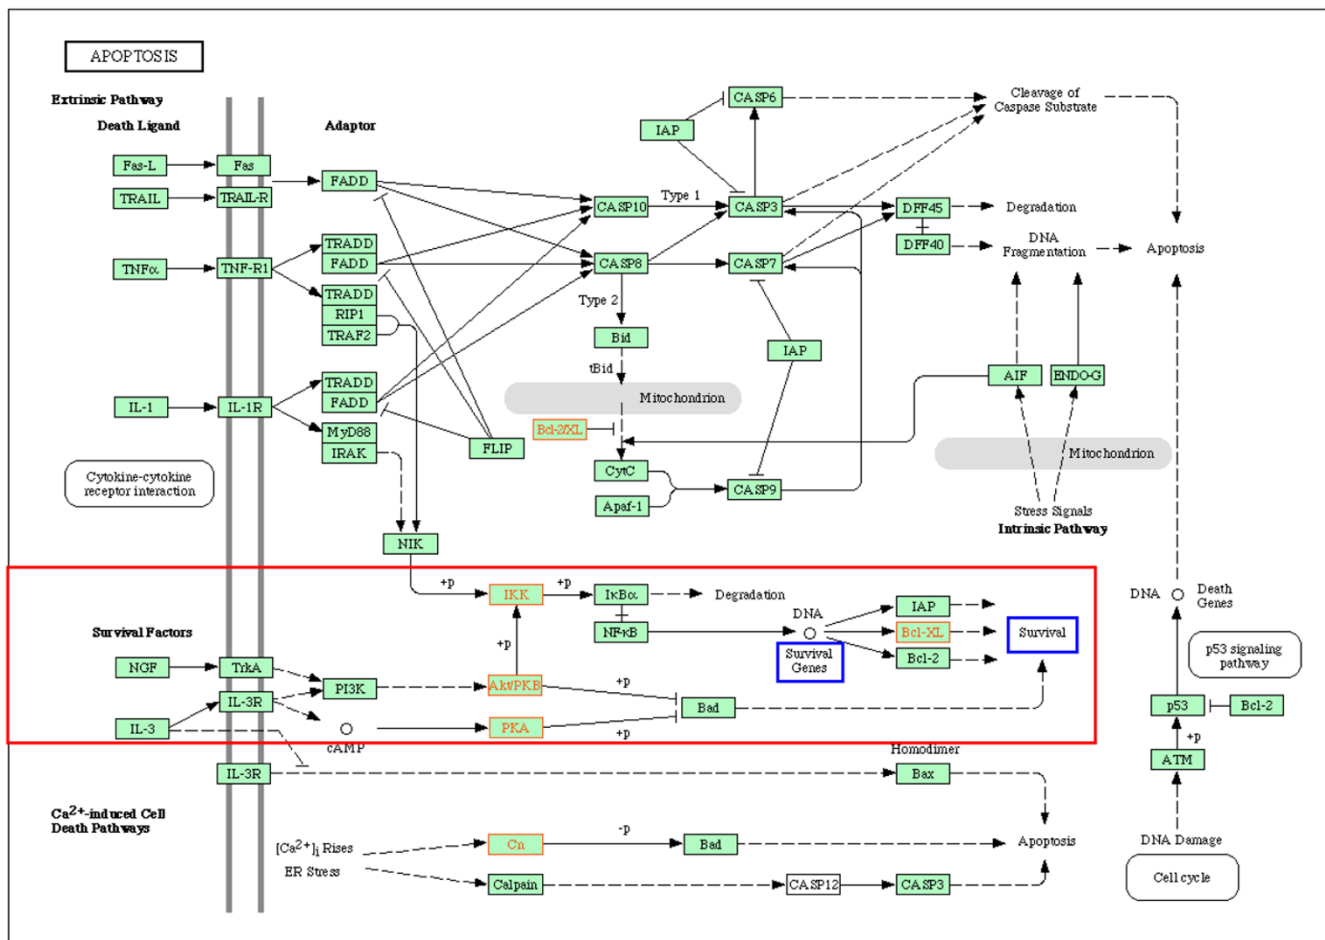 APOPTOSIS
Extrinsic Pathway
Death Ligand
Adaptor
Fas-L
Fas
FADD
TRAIL
TRAIL-R
TRADD
FADD
TNFα
TNF-R1
TRADD
RIP1
TRAF2
TRADD
FADD
IL-1
IL-1R
MyD88
IRAK
FLIP
Cytokine-cytokine
receptor interaction
NIK
CASP6
IAP
CASP10
Type 1
CASP3
CASP8
CASP7
Type 2
Bid
IAP
tBid
Mitochondrion
Bcl-2/XL
CytC
CASP9
Apaf-1
Cleavage of
Caspase Substrate
DFF45
Degradation
DFF40
DNA
Fragmentation
Apoptosis
AIF
ENDO-G
Mitochondrion
Stress Signals
Intrinsic Pathway
+p
IKK
+p
IκBα
Degradation
NF-κB
DNA
Survival
Genes
IAP
Bcl-XL
Bcl-2
Survival
Survival Factors
NGF
TrkA
PI3K
+p
Akt/PKB
+p
IL-3R
IL-3
cAMP
PKA
+p
Bad
Homodimer
IL-3R
Bax
Ca2+-induced Cell
Death Pathways
[Ca2+]i Rises
ER Stress
Cn
-p
Bad
Apoptosis
Calpain
CASP12
CASP3
DNA
Death
Genes
p53 signaling
pathway
p53
Bcl-2
+p
ATM
DNA Damage
Cell cycle